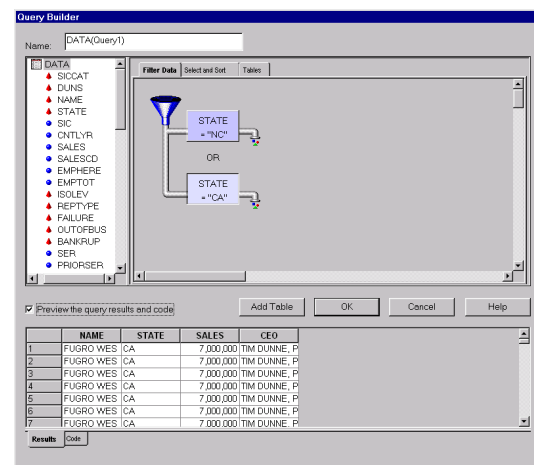 Query Builder
Name: DATA(Query1)
DATA
SICCAT
DUNS
NAME
STATE
SIC
CNTLYR
SALES
SALESCD
EMPHERE
EMPTOT
ISOLEV
REPTYPE
FAILURE
OUTOFBUS
BANKRUP
SER
PRIORSER
Filter Data Select and Sort Tables
STATE
= "NC"
OR
STATE
= "CA"
Preview the query results and code
Add Table OK Cancel Help
NAME STATE SALES CEO
1 FUGRO WES CA 7,000,000 TIM DUNNE, P
2 FUGRO WES CA 7,000,000 TIM DUNNE, P
3 FUGRO WES CA 7,000,000 TIM DUNNE, P
4 FUGRO WES CA 7,000,000 TIM DUNNE, P
5 FUGRO WES CA 7,000,000 TIM DUNNE, P
6 FUGRO WES CA 7,000,000 TIM DUNNE, P
7 FUGRO WES CA 7,000,000 TIM DUNNE, P
Results Code